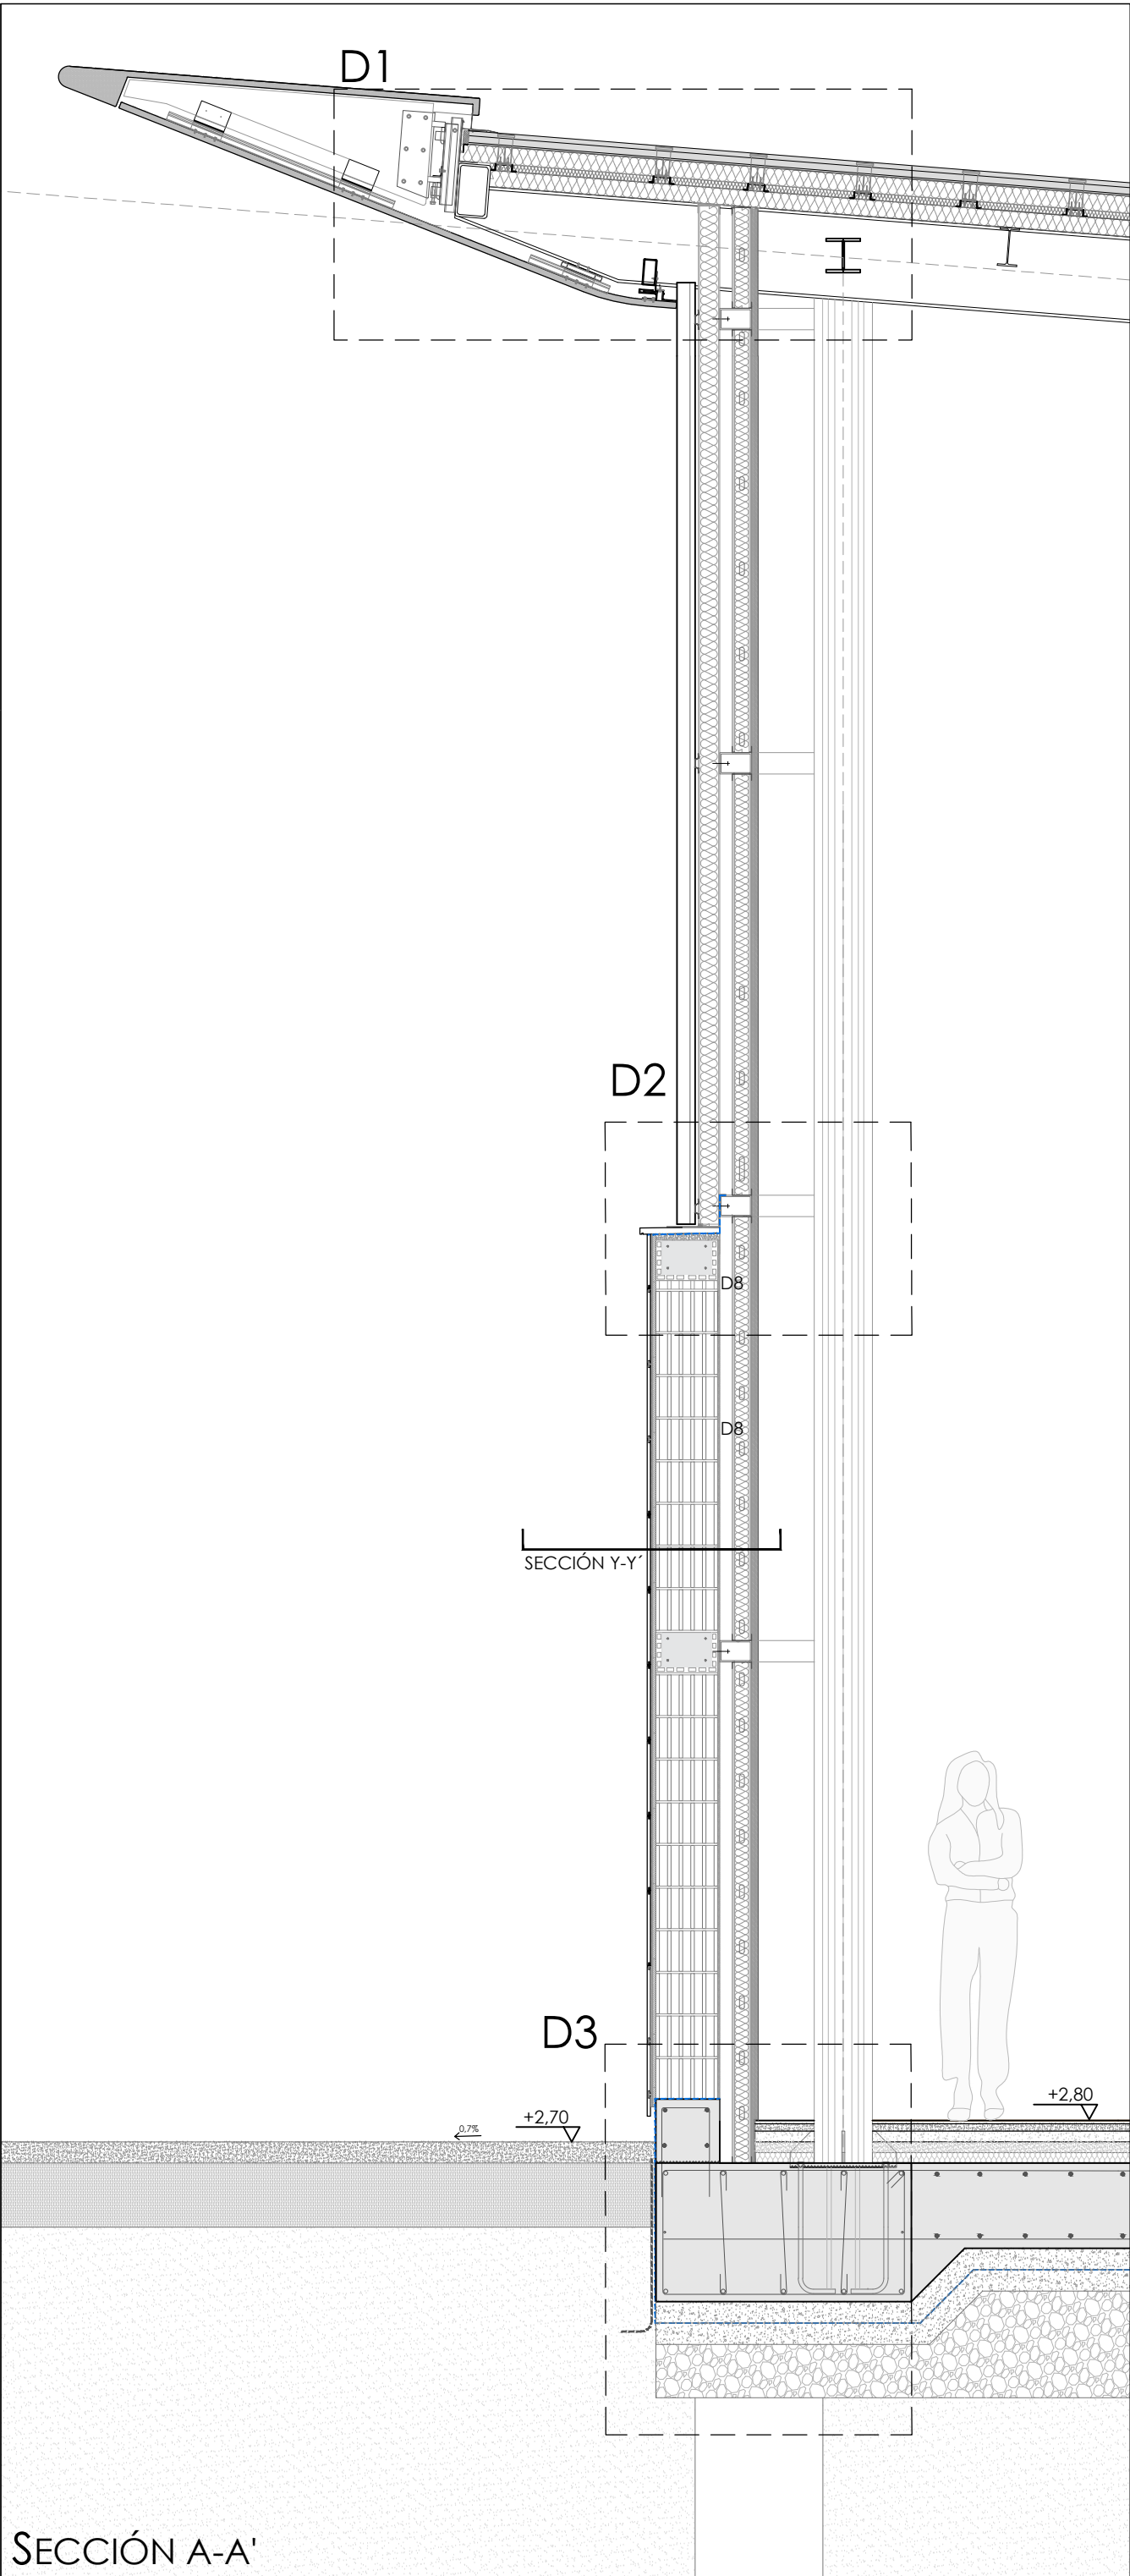 D1
D2
D8
D8
SECCIÓN Y-Y´
D3
+2,80
+2,70
0,7%
SECCIÓN A-A'